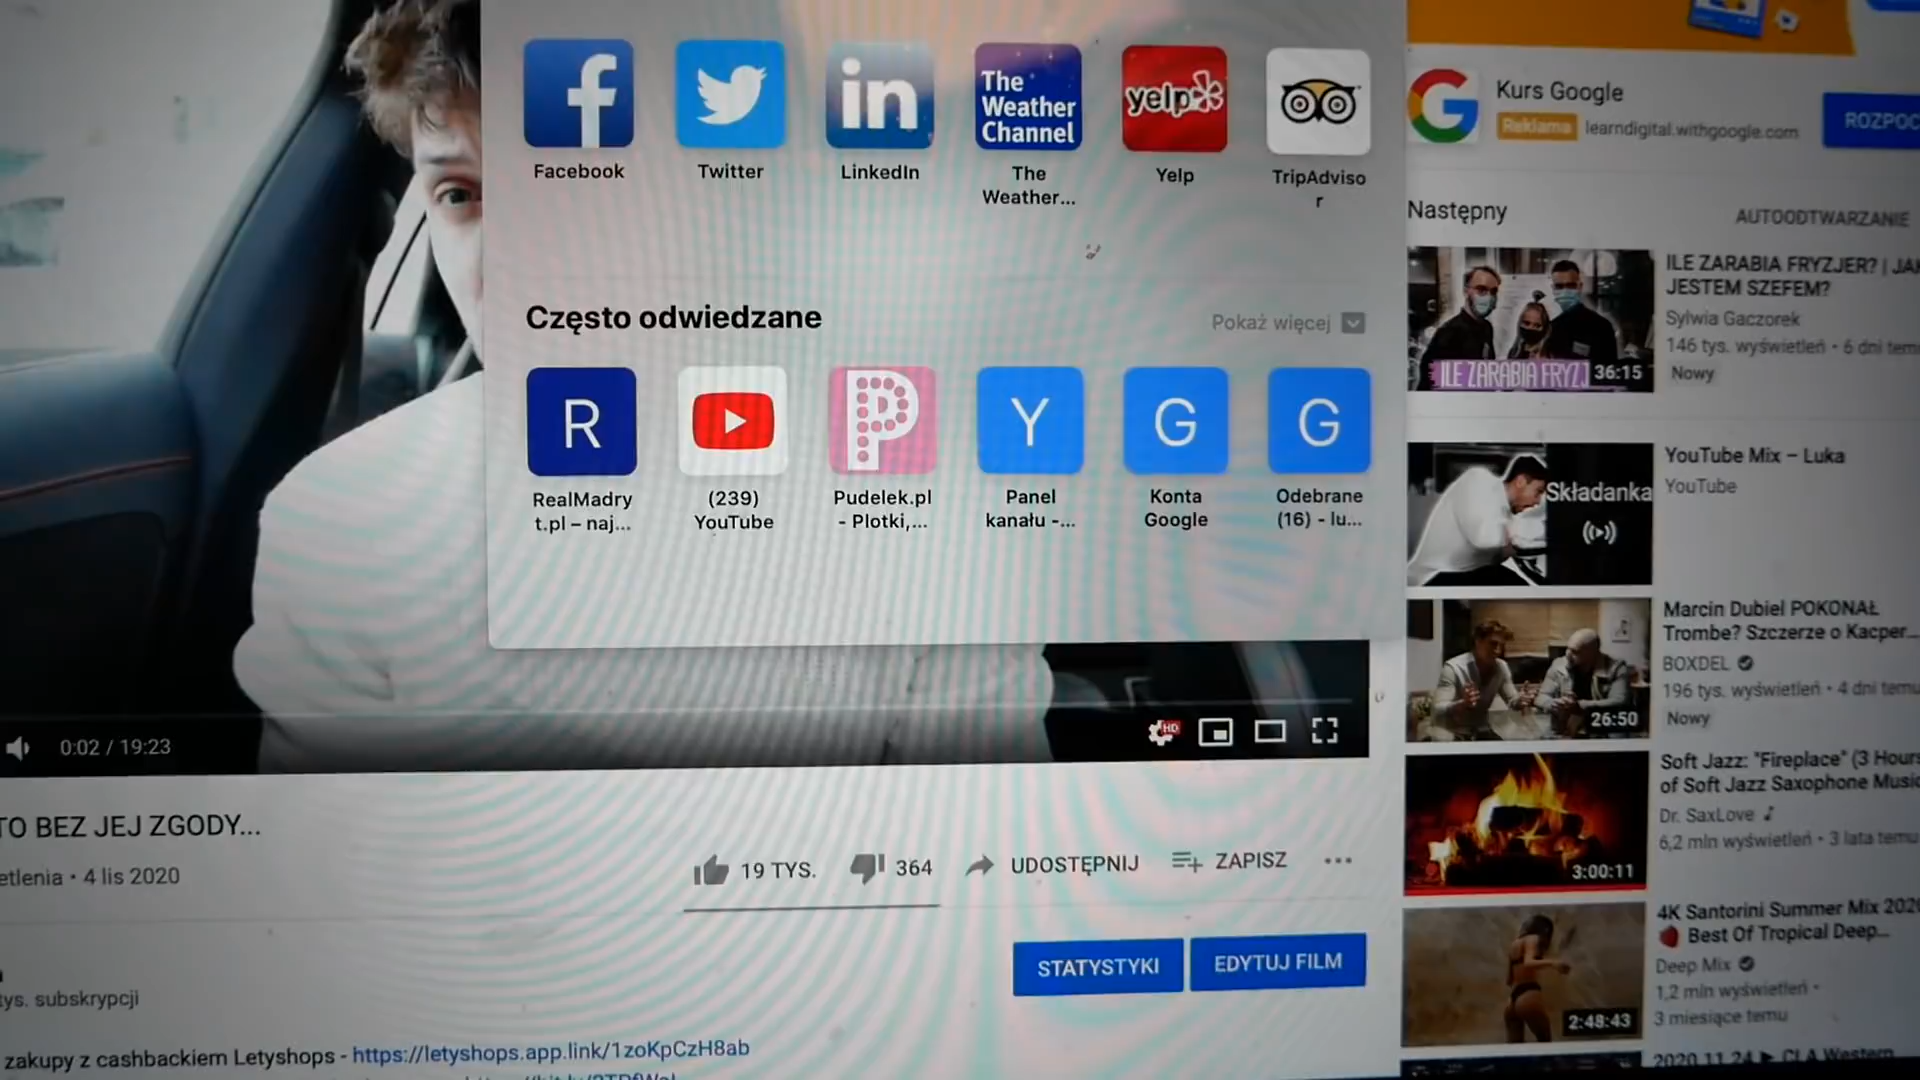 The
Weather
Channel
yelp
Facebook
Twitter
LinkedIn
The
Weather...
Yelp
TripAdviso
r
Często odwiedzane
Pokaż więcej
R
Y
G
G
RealMadry
t.pl – naj...
(239)
YouTube
Pudelek.pl
- Plotki,...
Panel
kanału -...
Konta
Google
Odebrane
(16) - lu...
0:02 / 19:23
HD
TO BEZ JEJ ZGODY...
etlenia • 4 lis 2020
19 TYS.
364
UDOSTĘPNIJ
ZAPISZ
STATYSTYKI
EDYTUJ FILM
tys. subskrypcji
zakupy z cashbackiem Letyshops - https://letyshops.app.link/1zoKpCzH8ab
Kurs Google
Reklama learndigital.withgoogle.com
ROZPOC
Następny
AUTOODTWARZANIE
ILE ZARABIA FRYZJ
36:15
ILE ZARABIA FRYZJER? | JAK
JESTEM SZEFEM?
Sylwia Gaczorek
146 tys. wyświetleń • 6 dni temu
Nowy
Składanka
YouTube Mix – Luka
YouTube
26:50
Marcin Dubiel POKONAŁ
Trombe? Szczerze o Kacper...
BOXDEL
196 tys. wyświetleń • 4 dni temu
Nowy
3:00:11
Soft Jazz: "Fireplace" (3 Hours
of Soft Jazz Saxophone Music
Dr. SaxLove
6,2 mln wyświetleń • 3 lata temu
2:48:43
4K Santorini Summer Mix 2020
Best Of Tropical Deep...
Deep Mix
1,2 mln wyświetleń •
3 miesiące temu
2020.11.24 ► CLA Western